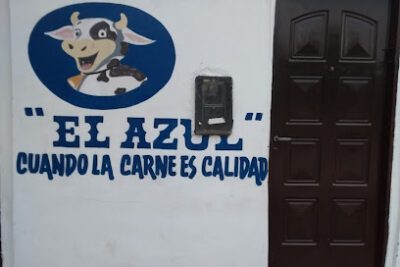 "EL AZUL"
CUANDO LA CARNE ES CALIDAD